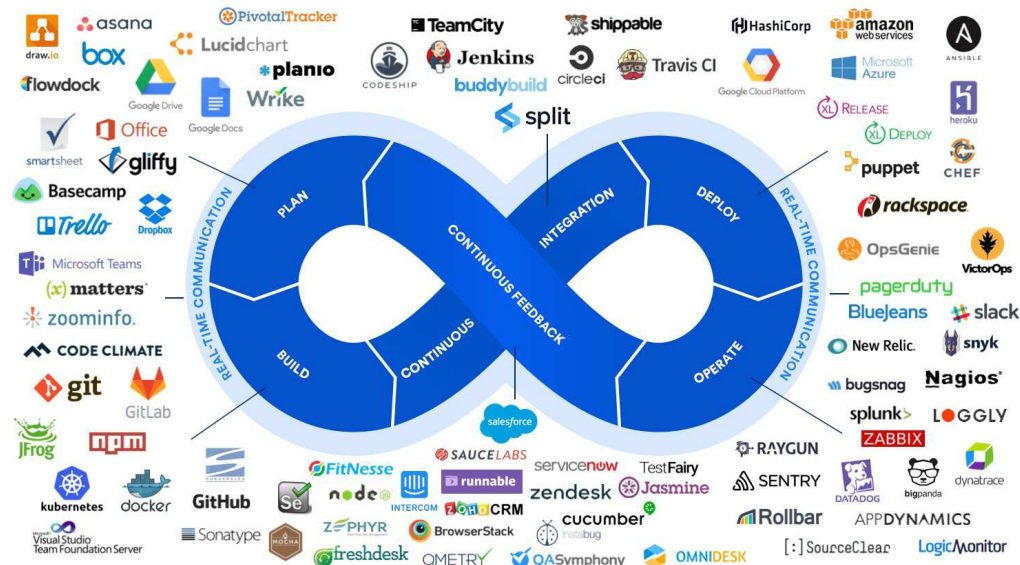 draw.io
asana
PivotalTracker
box
Lucidchart
flowdock
Google Drive
planio
Google Docs
Wrike
smartsheet
Office
gliffy
Basecamp
Trello
Dropbox
TeamCity
shippable
CODESHIP
Jenkins
circleci
Travis CI
buddybuild
split
HashiCorp
amazon
web services
ANSIBLE
Google Cloud Platform
Microsoft
Azure
XL RELEASE
heroku
XL DEPLOY
puppet
CHEF
rackspace
REAL-TIME COMMUNICATION
PLAN
BUILD
CONTINUOUS
INTEGRATION
CONTINUOUS FEEDBACK
DEPLOY
OPERATE
REAL-TIME COMMUNICATION
Microsoft Teams
(x) matters
zoominfo.
OpsGenie
VictorOps
pagerduty
BlueJeans
slack
CODE CLIMATE
git
GitLab
JFrog
npm
kubernetes
docker
SUBVERSION
GitHub
Visual Studio
Team Foundation Server
Sonatype
New Relic.
snyk
bugsnag
Nagios
splunk>
LOGGLY
ZABBIX
RAYGUN
SENTRY
DATADOG
bigpanda
dynatrace
Rollbar
APPDYNAMICS
[:]SourceClear
LogicMonitor
salesforce
SAUCELABS
FitNesse
servicenow
TestFairy
Se
node
JS
INTERCOM
runnable
zendesk
Jasmine
ZOHO CRM
MOCHA
ZEPHYR
BrowserStack
cucumber
Instabug
freshdesk
QMETRY
QASymphony
OMNIDESK